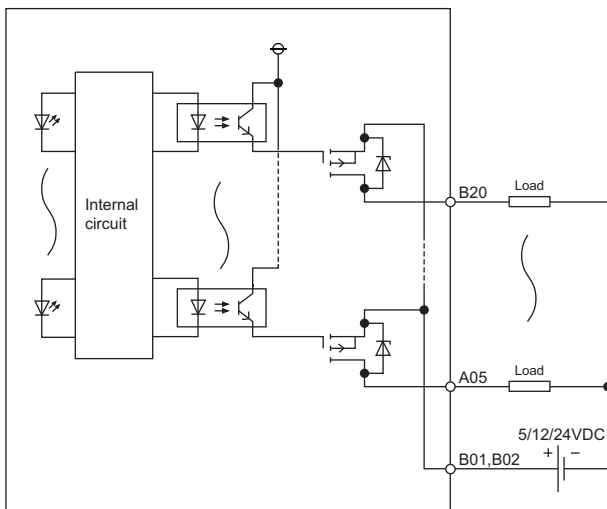 Internal
circuit
B20
Load
A05
Load
5/12/24VDC
+ −
B01,B02